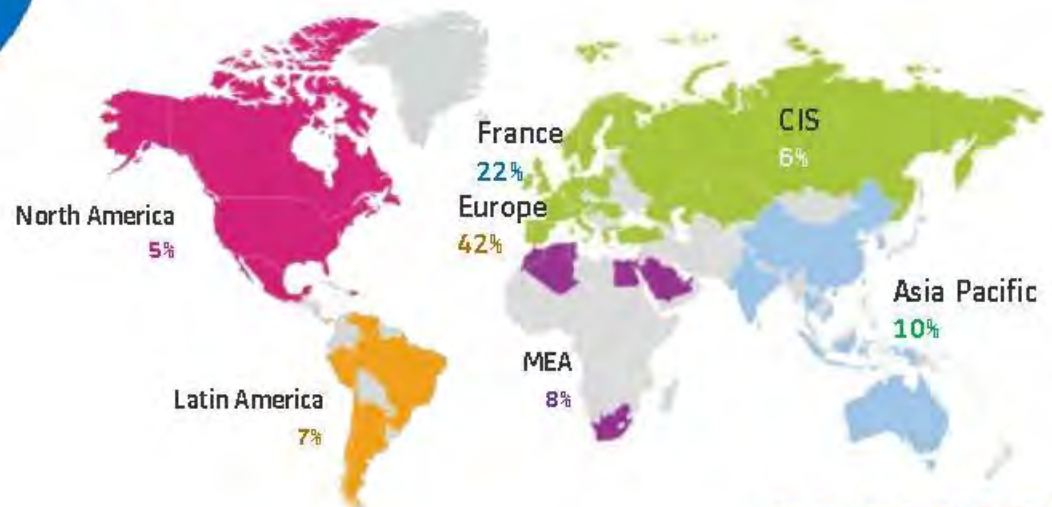 North America
5%
Latin America
7%
France
22%
Europe
42%
MEA
8%
CIS
6%
Asia Pacific
10%